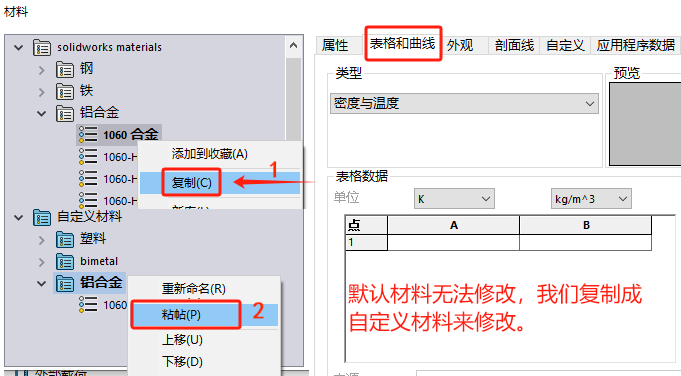 材料
solidworks materials
钢
铁
铝合金
1060 合金
1060-H
1060-H
1060-H
添加到收藏(A)
复制(C)
1
自定义材料
塑料
bimetal
铝合金
1060
重新命名(R)
粘帖(P)
2
上移(U)
下移(D)
属性 表格和曲线 外观 剖面线 自定义 应用程序数据
类型
预览
密度与温度
表格数据
单位 K kg/m^3
点 A B
1
默认材料无法修改，我们复制成
自定义材料来修改。